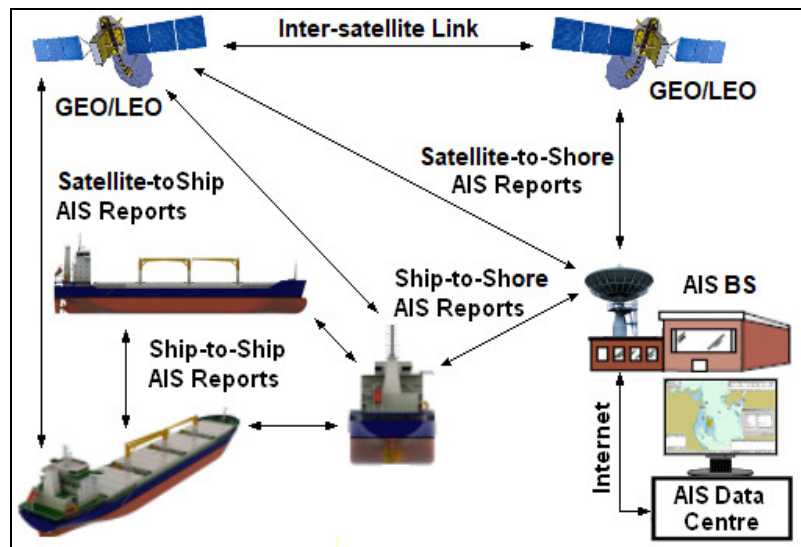 Inter-satellite Link
GEO/LEO
GEO/LEO
Satellite-to-Shore
AIS Reports
Satellite-toShip
AIS Reports
Ship-to-Shore
AIS Reports
AIS BS
Ship-to-Ship
AIS Reports
Internet
AIS Data
Centre